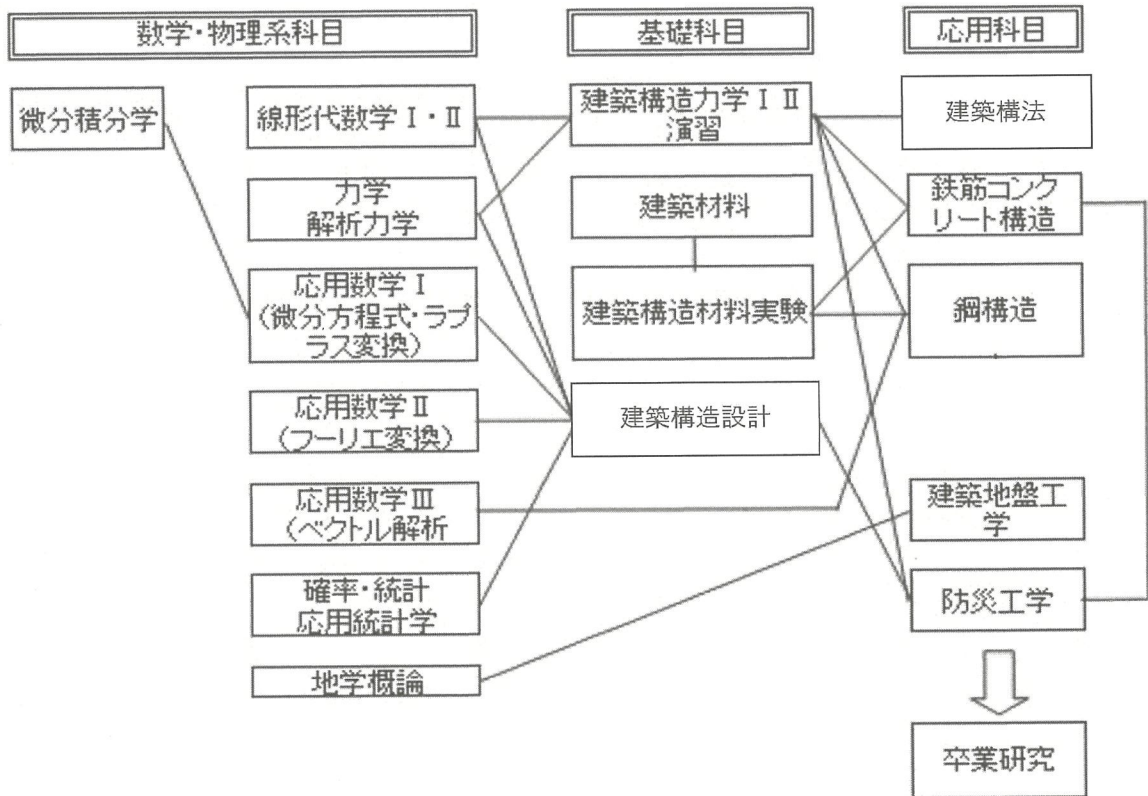 数学・物理系科目
基礎科目
応用科目
微分積分学
線形代数学Ⅰ・Ⅱ
建築構造力学ⅠⅡ
演習
建築構法
力学
解析力学
建築材料
鉄筋コンク
リート構造
応用数学Ⅰ
(微分方程式・ラプ
ラス変換)
建築構造材料実験
鋼構造
応用数学Ⅱ
(フーリエ変換)
建築構造設計
応用数学Ⅲ
(ベクトル解析
建築地盤工
学
確率・統計
応用統計学
防災工学
地学概論
卒業研究